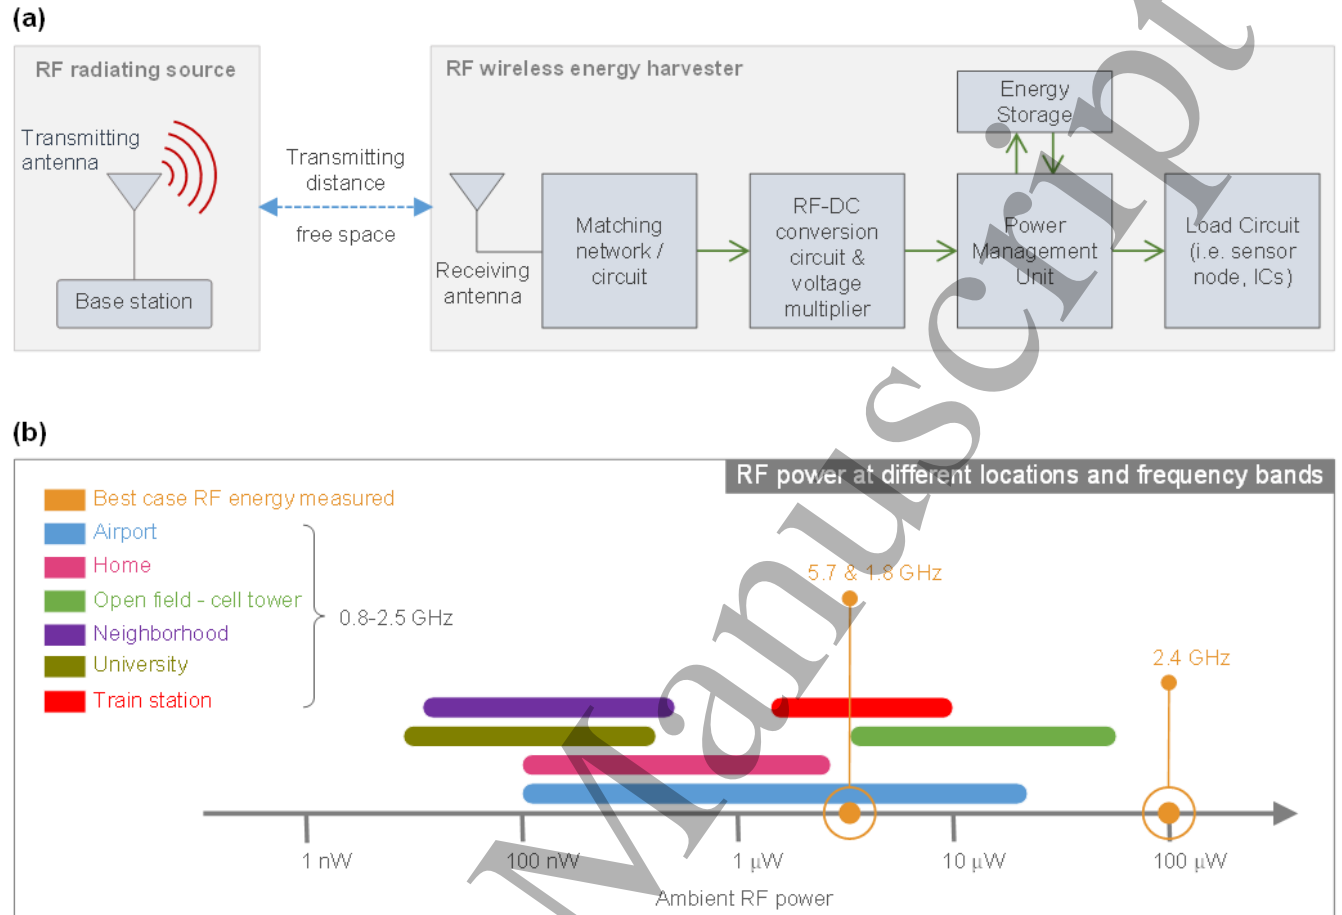 (a)
RF radiating source
Transmitting
antenna
Base station
Transmitting
distance
free space
RF wireless energy harvester
Receiving
antenna
Matching
network /
circuit
RF-DC
conversion
circuit &
voltage
multiplier
Energy
Storage
Power
Management
Unit
Load Circuit
(i.e. sensor
node, ICs)
(b)
RF power at different locations and frequency bands
Best case RF energy measured
Airport
Home
Open field - cell tower
Neighborhood
University
Train station
0.8-2.5 GHz
5.7 & 1.8 GHz
2.4 GHz
1 nW
100 nW
1 µW
10 µW
100 µW
Ambient RF power
Manuscript